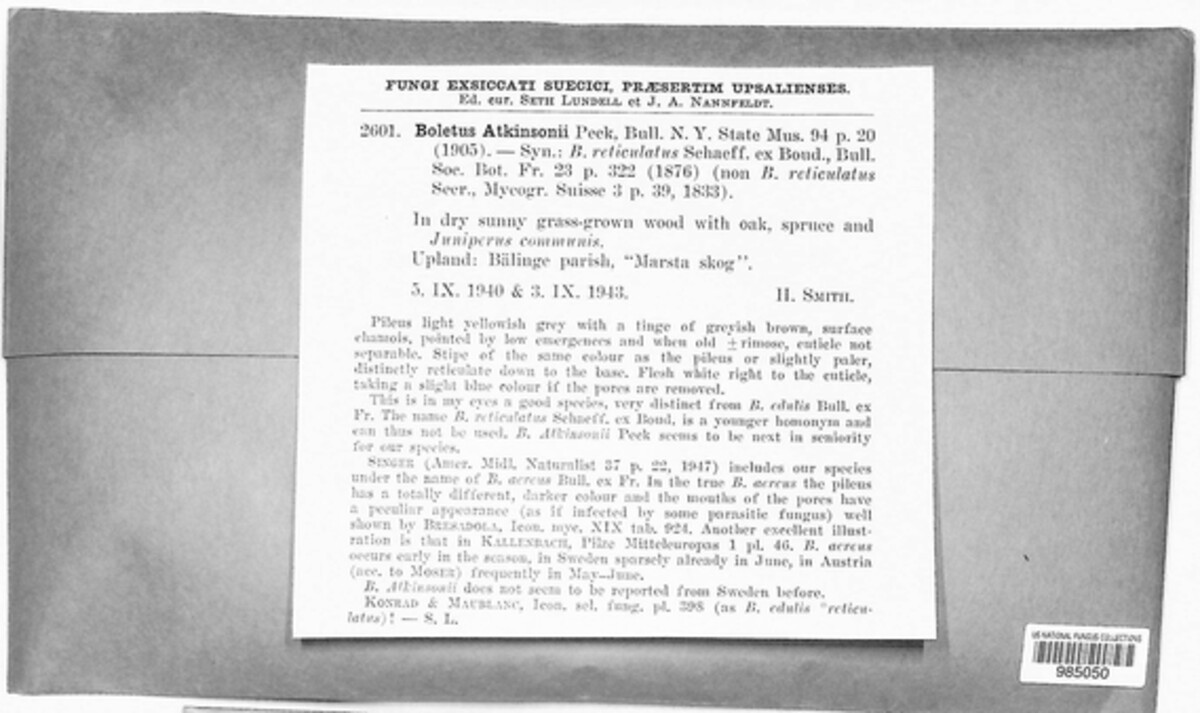 FUNGI EXSICCATI SUECICI, PRÆSERTIM UPSALIENSES.
Ed. cur. SETH LUNDELL et J. A. NANNFELDT.
2601. Boletus Atkinsonii Peck, Bull. N. Y. State Mus. 94 p. 20
(1905). — Syn.: B. reticulatus Schaeff. ex Boud., Bull.
Soc. Bot. Fr. 23 p. 322 (1876) (non B. reticulatus
Secr., Mycogr. Suisse 3 p. 39, 1833).
In dry sunny grass-grown wood with oak, spruce and
Juniperus communis.
Upland: Bälinge parish, “Marsta skog”.
5. IX. 1940 & 3. IX. 1943. H. SMITH.
Pileus light yellowish grey with a tinge of greyish brown, surface
chamois, pointed by low emergences and when old ±rimose, cuticle not
separable. Stipe of the same colour as the pileus or slightly paler,
distinctly reticulate down to the base. Flesh white right to the cuticle,
taking a slight blue colour if the pores are removed.
This is in my eyes a good species, very distinct from B. edulis Bull. ex
Fr. The name B. reticulatus Schaeff. ex Boud. is a younger homonym and
can thus not be used. B. Atkinsonii Peck seems to be next in seniority
for our species.
SINGER (Amer. Midl. Naturalist 37 p. 22, 1947) includes our species
under the name of B. aereus Bull. ex Fr. In the true B. aereus the pileus
has a totally different, darker colour and the mouths of the pores have
a peculiar appearance (as if infected by some parasitic fungus) well
shown by BRESADOLA, Icon. myc. XIX tab. 924. Another excellent illust-
ration is that in KALLENBACH, Pilze Mitteleuropas 1 pl. 46. B. aereus
occurs early in the season, in Sweden sparsely already in June, in Austria
(acc. to MOSER) frequently in May–June.
B. Atkinsonii does not seem to be reported from Sweden before.
KONRAD & MAUBLANC, Icon. sel. fung. pl. 398 (as B. edulis *reticu-
latus)! — S. L.
US NATIONAL FUNGUS COLLECTIONS
985050